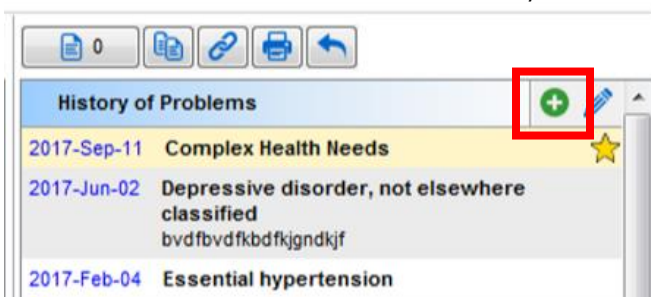 0
History of Problems
2017-Sep-11 Complex Health Needs
2017-Jun-02 Depressive disorder, not elsewhere
classified
bvdfbvdfkbdfkjgndkjf
2017-Feb-04 Essential hypertension